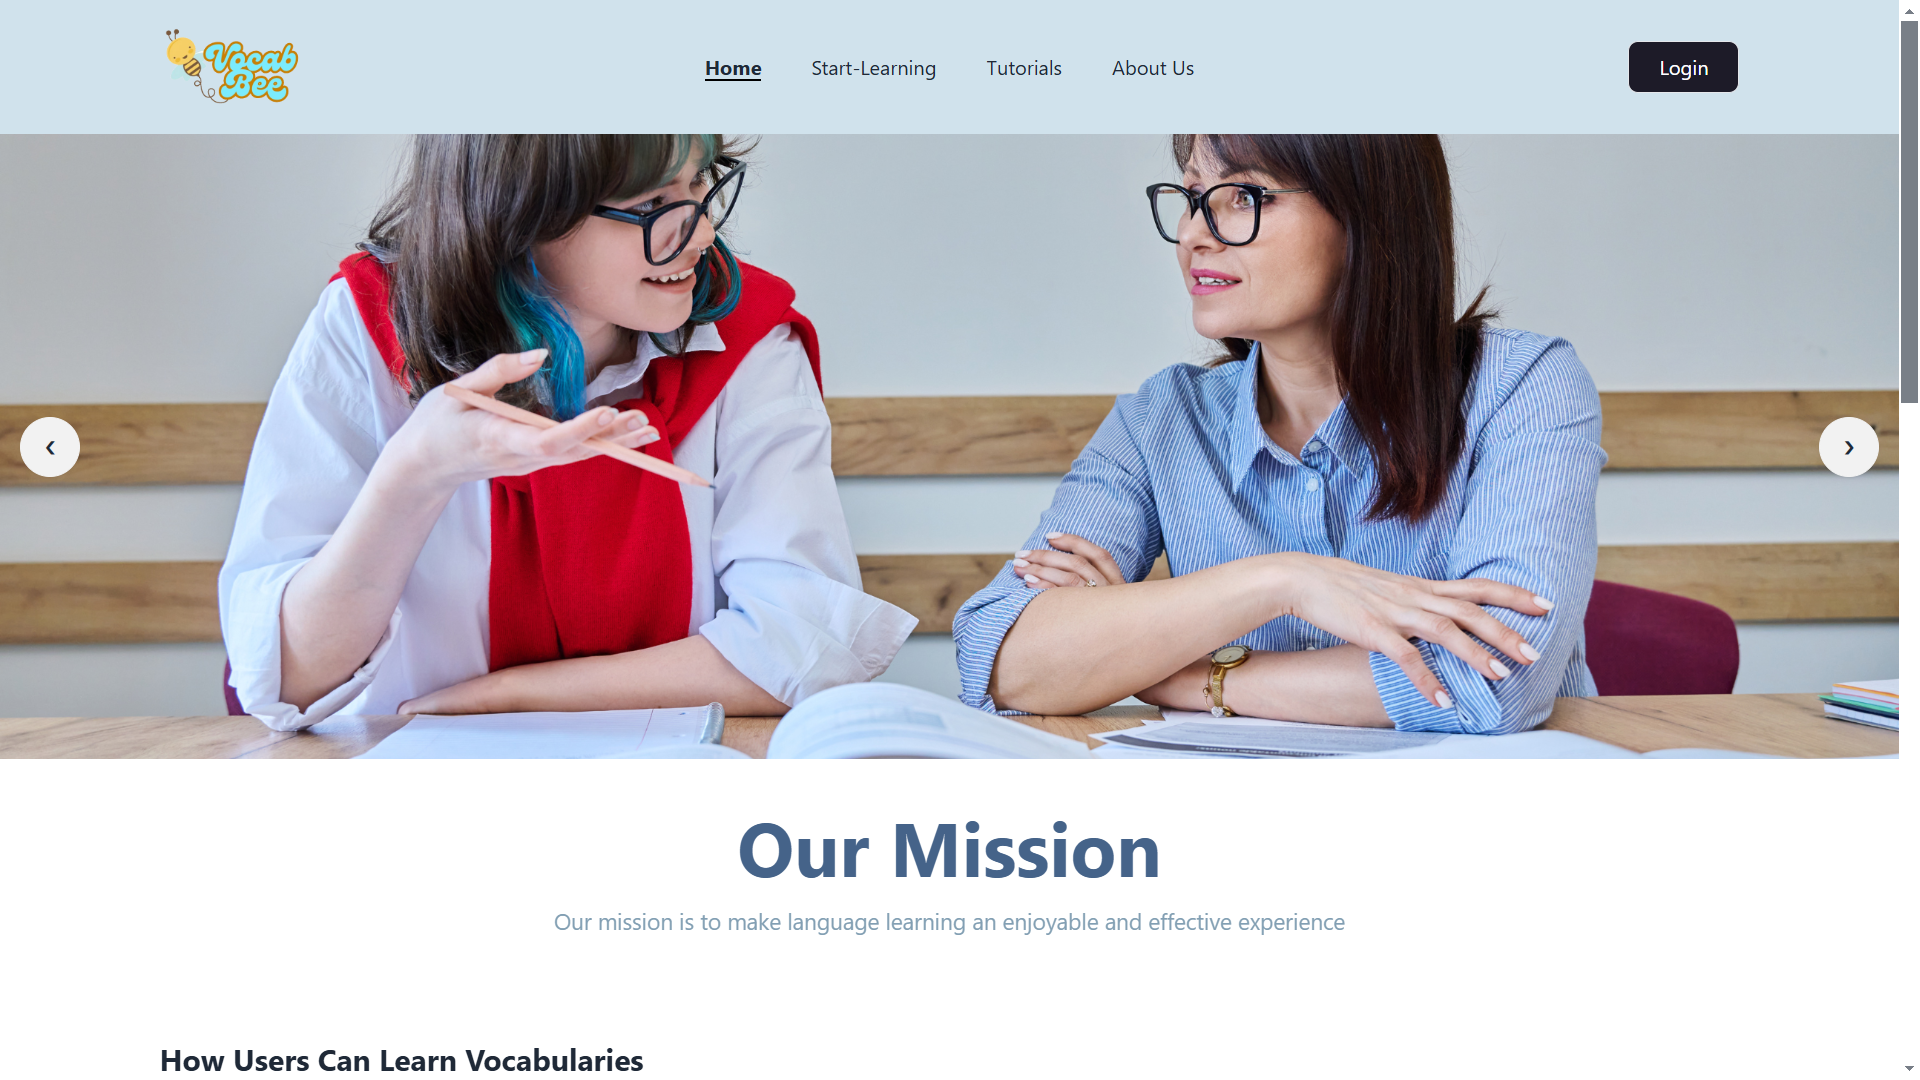 Vocab
Bee
Home
Start-Learning
Tutorials
About Us
Login
Our Mission
Our mission is to make language learning an enjoyable and effective experience
How Users Can Learn Vocabularies